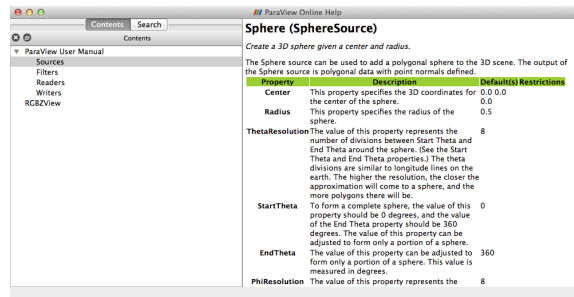 ParaView Online Help
Contents Search
Contents
ParaView User Manual
Sources
Filters
Readers
Writers
RGBZView
Sphere (SphereSource)
Create a 3D sphere given a center and radius.
The Sphere source can be used to add a polygonal sphere to the 3D scene. The output of
the Sphere source is polygonal data with point normals defined.
Property Description Default(s) Restrictions
Center This property specifies the 3D coordinates for 0.0 0.0
the center of the sphere. 0.0
Radius This property specifies the radius of the 0.5
sphere.
ThetaResolution The value of this property represents the 8
number of divisions between Start Theta and
End Theta around the sphere. (See the Start
Theta and End Theta properties.) The theta
divisions are similar to longitude lines on the
earth. The higher the resolution, the closer the
approximation will come to a sphere, and the
more polygons there will be.
StartTheta To form a complete sphere, the value of this 0
property should be 0 degrees, and the value
of the End Theta property should be 360
degrees. The value of this property can be
adjusted to form only a portion of a sphere.
EndTheta The value of this property can be adjusted to 360
form only a portion of a sphere. This value is
measured in degrees.
PhiResolution The value of this property represents the 8